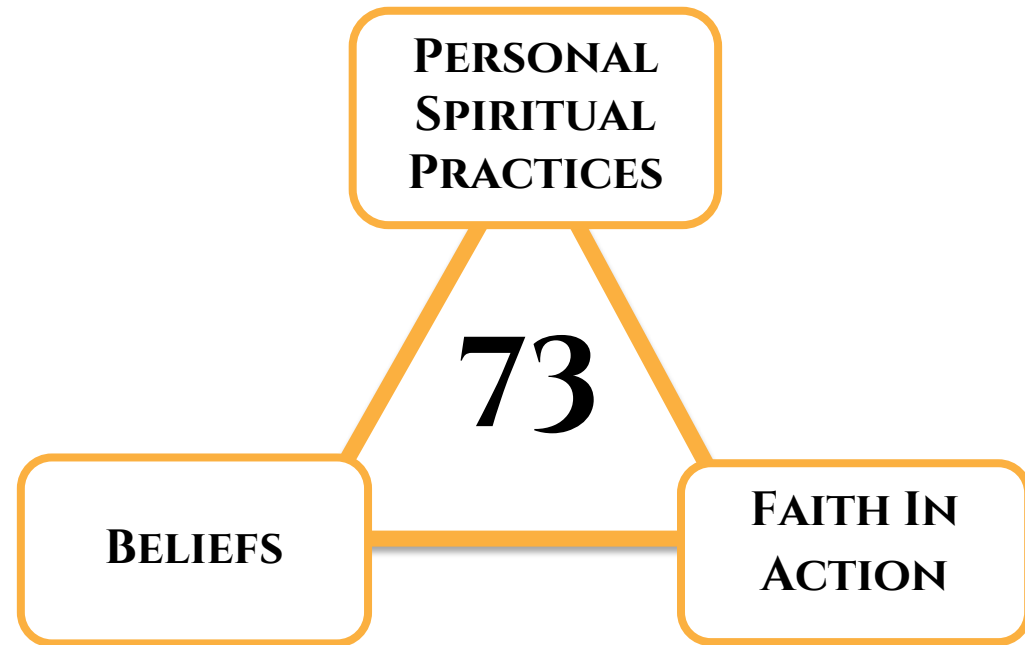 Personal
Spiritual
Practices
73
Beliefs
Faith In
Action